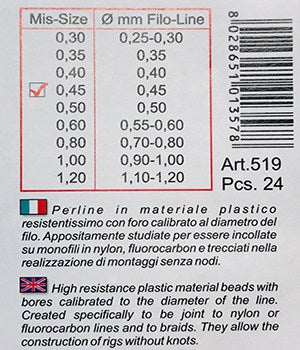 Mis-Size Ø mm Filo-Line
0,30 0,25-0,30
0,35 0,35
0,40 0,40
0,45 0,45
0,50 0,50
0,60 0,55-0,60
0,80 0,70-0,80
1,00 0,90-1,00
1,20 1,10-1,20
8028651013578
Art.519
Pcs. 24
Perline in materiale plastico
resistentissimo con foro calibrato al diametro del
filo. Appositamente studiate per essere incollate
su monofili in nylon, fluorocarbon e trecciati nella
realizzazione di montaggi senza nodi.
High resistance plastic material beads with
bores calibrated to the diameter of the line.
Created specifically to be joint to nylon or
fluorocarbon lines and to braids. They allow the
construction of rigs without knots.